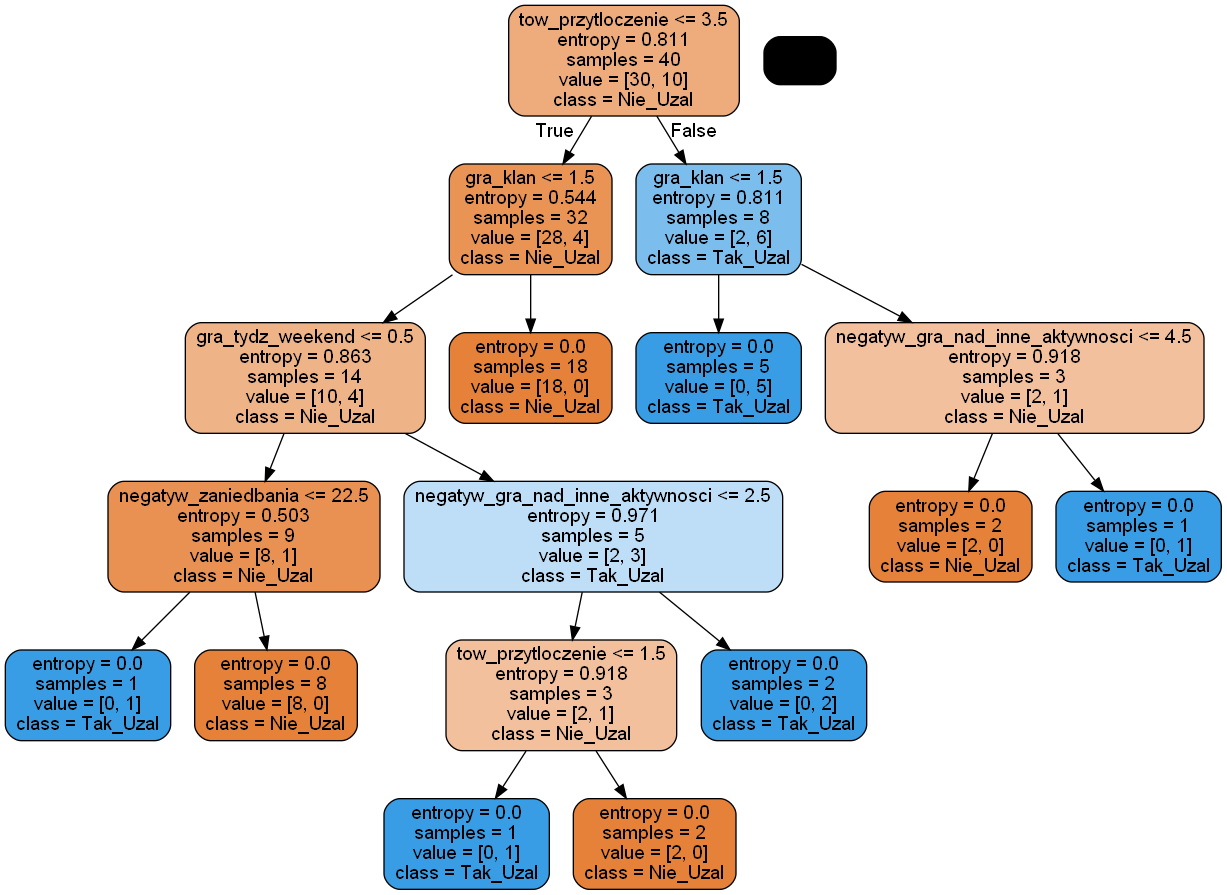 tow_przytloczenie <= 3.5
entropy = 0.811
samples = 40
value = [30, 10]
class = Nie_Uzal
True
False
gra_klan <= 1.5
entropy = 0.544
samples = 32
value = [28, 4]
class = Nie_Uzal
gra_klan <= 1.5
entropy = 0.811
samples = 8
value = [2, 6]
class = Tak_Uzal
gra_tydz_weekend <= 0.5
entropy = 0.863
samples = 14
value = [10, 4]
class = Nie_Uzal
entropy = 0.0
samples = 18
value = [18, 0]
class = Nie_Uzal
entropy = 0.0
samples = 5
value = [0, 5]
class = Tak_Uzal
negatyw_gra_nad_inne_aktywnosci <= 4.5
entropy = 0.918
samples = 3
value = [2, 1]
class = Nie_Uzal
negatyw_zaniedbania <= 22.5
entropy = 0.503
samples = 9
value = [8, 1]
class = Nie_Uzal
negatyw_gra_nad_inne_aktywnosci <= 2.5
entropy = 0.971
samples = 5
value = [2, 3]
class = Tak_Uzal
entropy = 0.0
samples = 2
value = [2, 0]
class = Nie_Uzal
entropy = 0.0
samples = 1
value = [0, 1]
class = Tak_Uzal
entropy = 0.0
samples = 1
value = [0, 1]
class = Tak_Uzal
entropy = 0.0
samples = 8
value = [8, 0]
class = Nie_Uzal
tow_przytloczenie <= 1.5
entropy = 0.918
samples = 3
value = [2, 1]
class = Nie_Uzal
entropy = 0.0
samples = 2
value = [0, 2]
class = Tak_Uzal
entropy = 0.0
samples = 1
value = [0, 1]
class = Tak_Uzal
entropy = 0.0
samples = 2
value = [2, 0]
class = Nie_Uzal